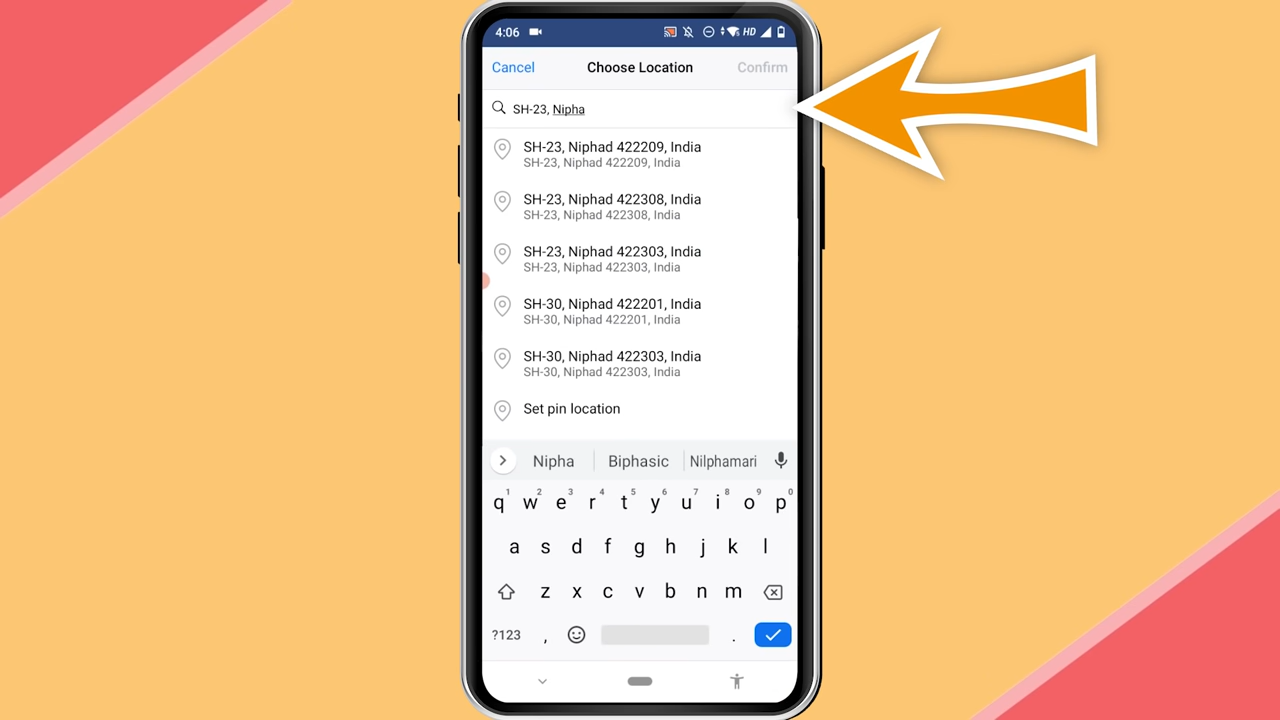 4:06 HD
Cancel Choose Location Confirm
SH-23, Nipha
SH-23, Niphad 422209, India
SH-23, Niphad 422209, India
SH-23, Niphad 422308, India
SH-23, Niphad 422308, India
SH-23, Niphad 422303, India
SH-23, Niphad 422303, India
SH-30, Niphad 422201, India
SH-30, Niphad 422201, India
SH-30, Niphad 422303, India
SH-30, Niphad 422303, India
Set pin location
Nipha Biphasic Nilphamari
1 2 3 4 5 6 7 8 9 0
q w e r t y u i o p
a s d f g h j k l
z x c v b n m
?123 , .